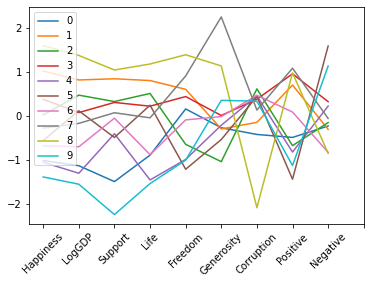 2
1
0
−1
−2
0
1
2
3
4
5
6
7
8
9
Happiness
LogGDP
Support
Life
Freedom
Generosity
Corruption
Positive
Negative